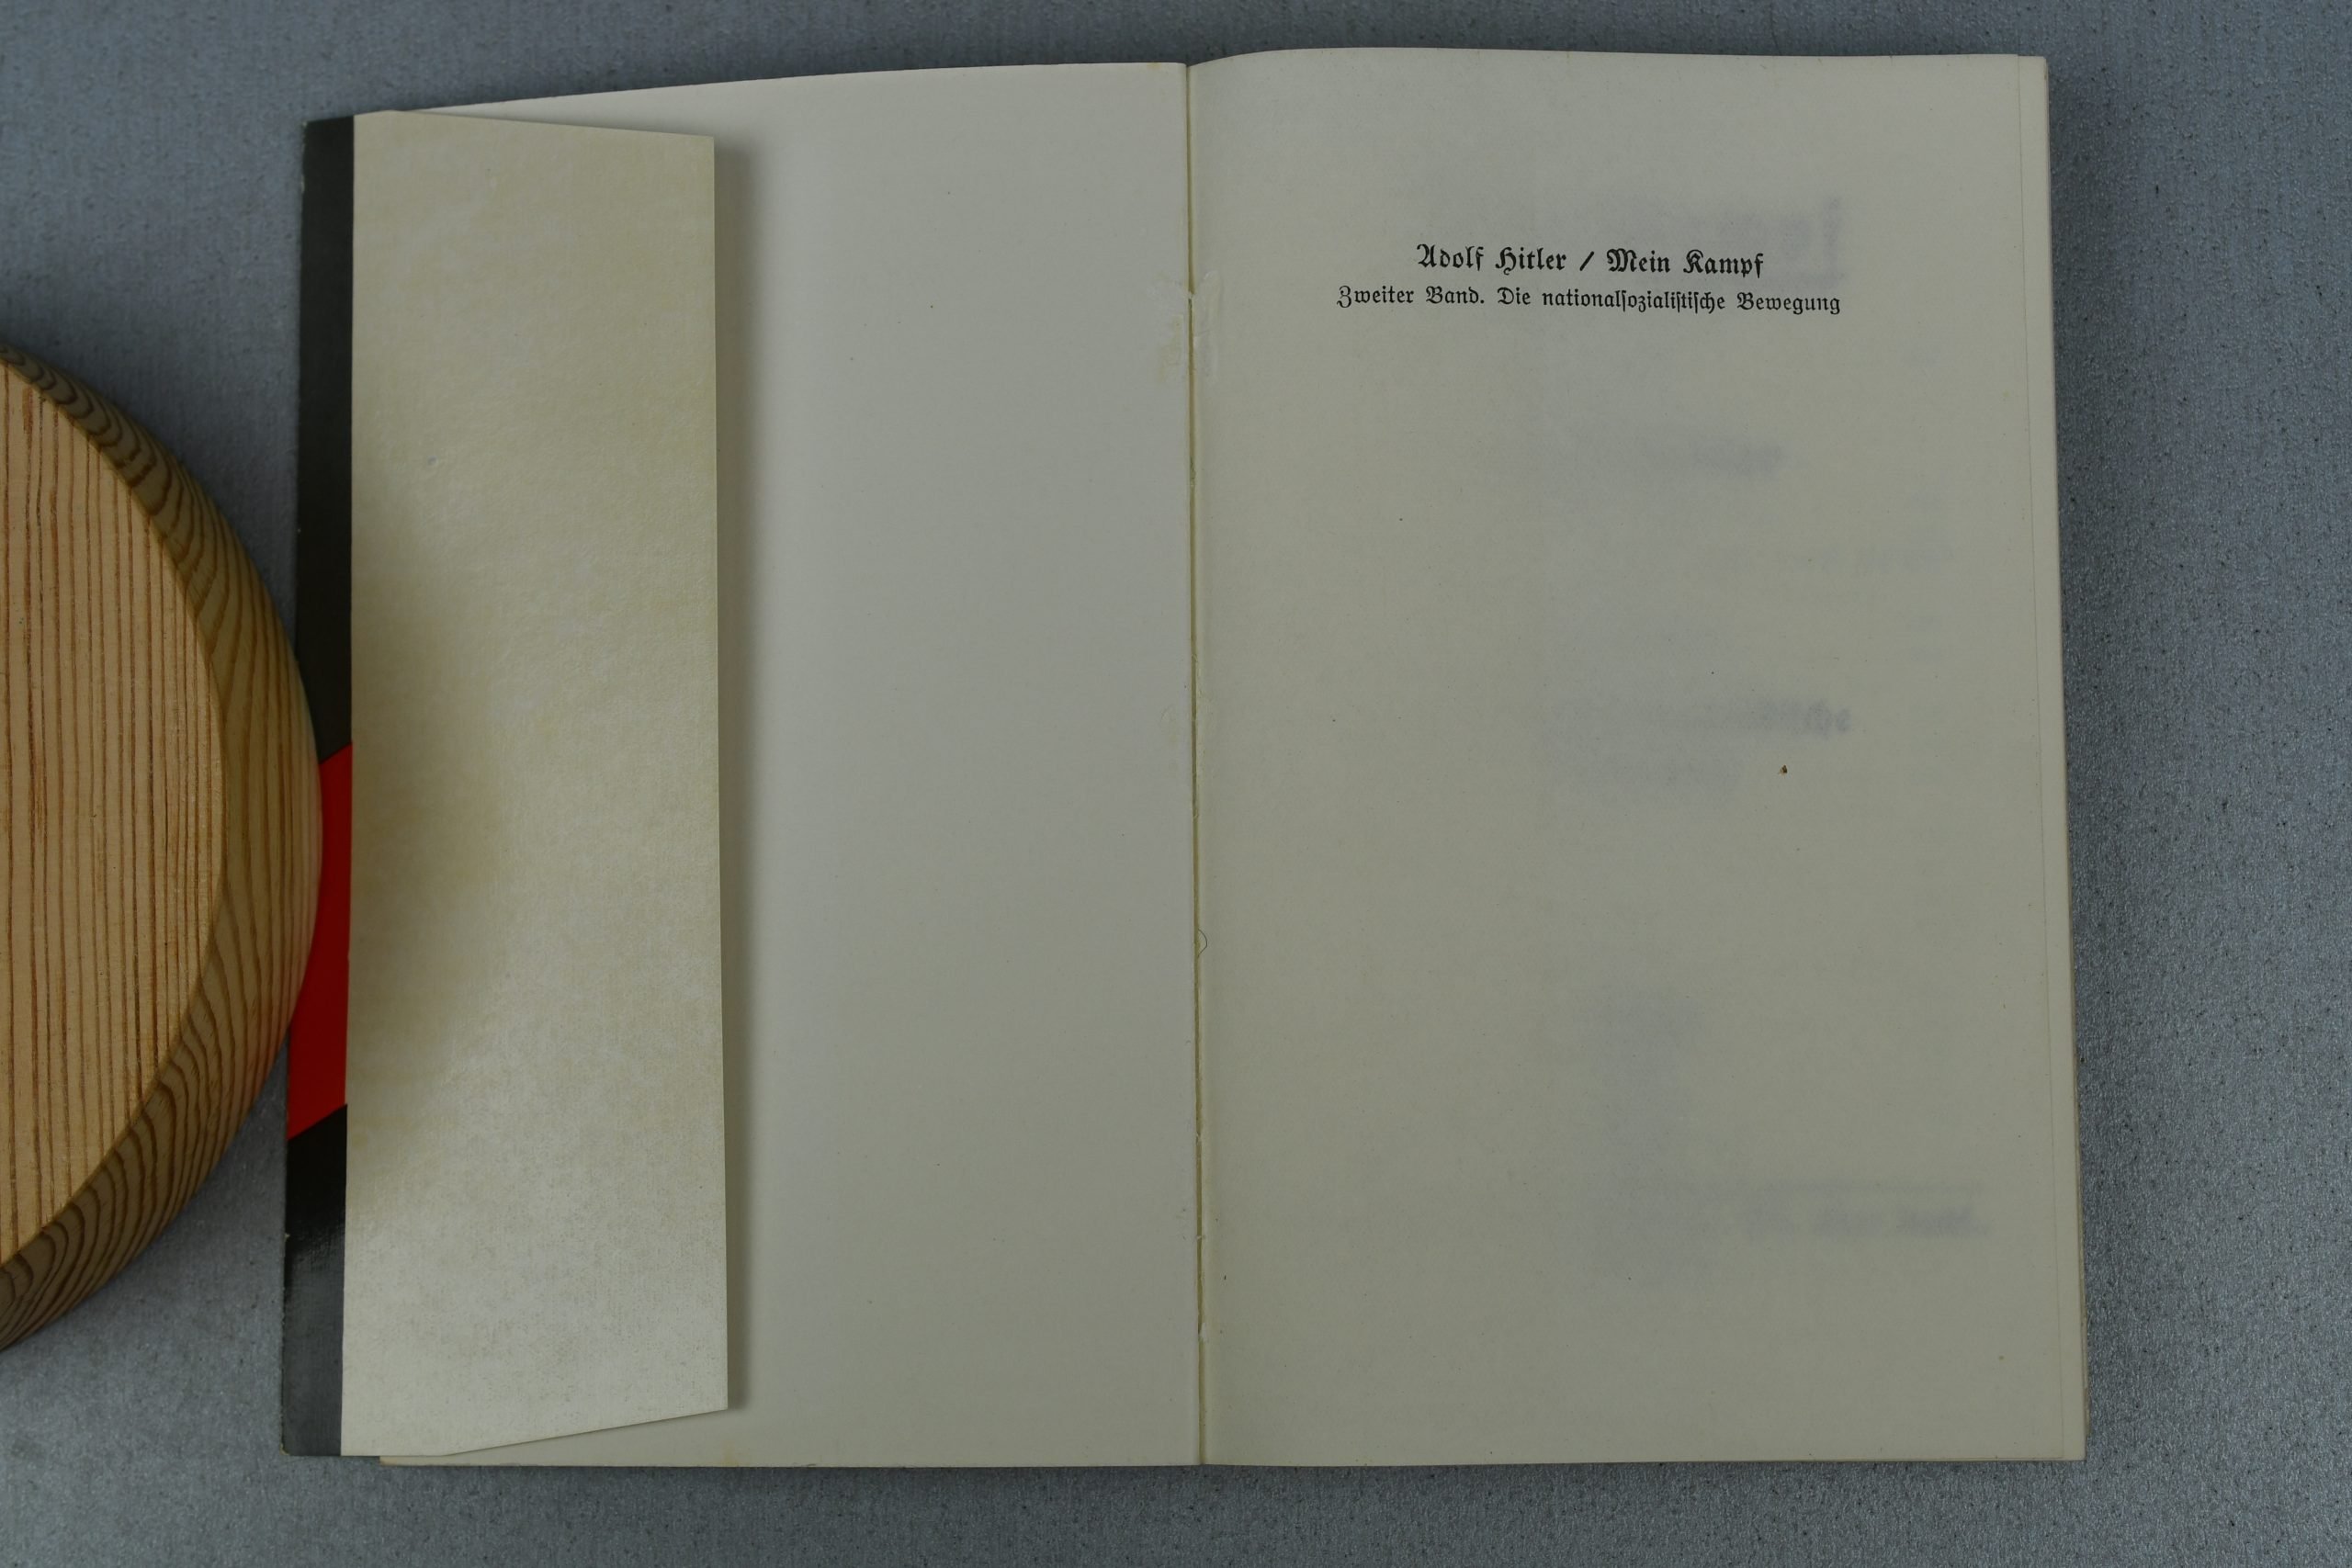 Adolf Hitler / Mein Kampf
Zweiter Band. Die nationalſozialiſtiſche Bewegung